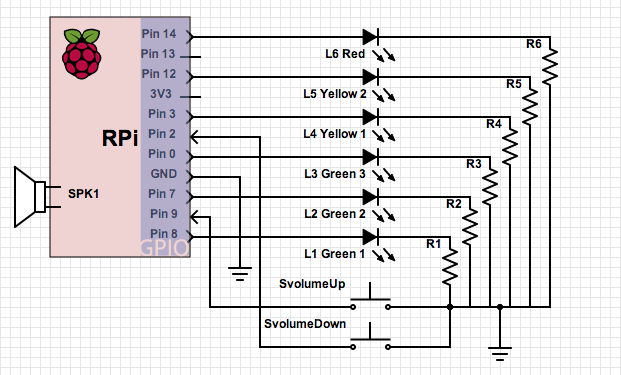 Pin 14
Pin 13
Pin 12
3V3
Pin 3
Pin 2
Pin 0
GND
Pin 7
Pin 9
Pin 8
GPIO
RPi
SPK1
L6 Red
L5 Yellow 2
L4 Yellow 1
L3 Green 3
L2 Green 2
L1 Green 1
R6
R5
R4
R3
R2
R1
SvolumeUp
SvolumeDown